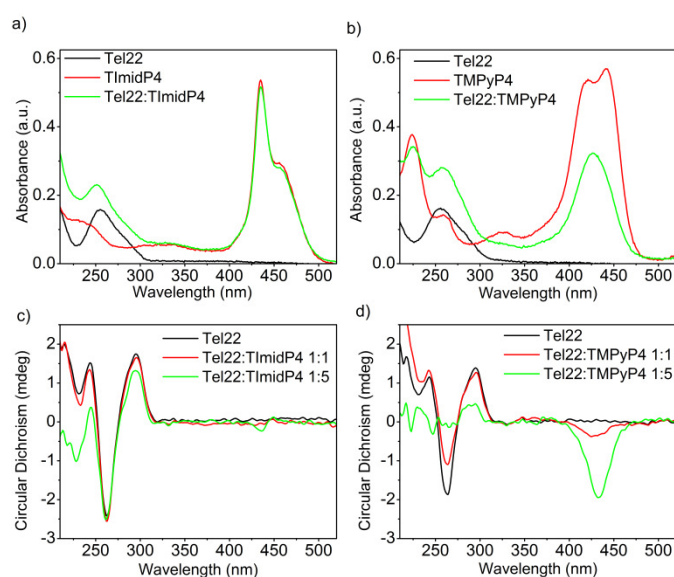 a)
0.6
0.4
0.2
0.0
Absorbance (a.u.)
Tel22
TImidP4
Tel22:TImidP4
250 300 350 400 450 500
Wavelength (nm)
b)
0.6
0.4
0.2
0.0
Absorbance (a.u.)
Tel22
TMPyP4
Tel22:TMPyP4
250 300 350 400 450 500
Wavelength (nm)
c)
2
1
0
-1
-2
-3
Circular Dichroism (mdeg)
Tel22
Tel22:TImidP4 1:1
Tel22:TImidP4 1:5
250 300 350 400 450 500
Wavelength (nm)
d)
2
1
0
-1
-2
-3
Circular Dichroism (mdeg)
Tel22
Tel22:TMPyP4 1:1
Tel22:TMPyP4 1:5
250 300 350 400 450 500
Wavelength (nm)